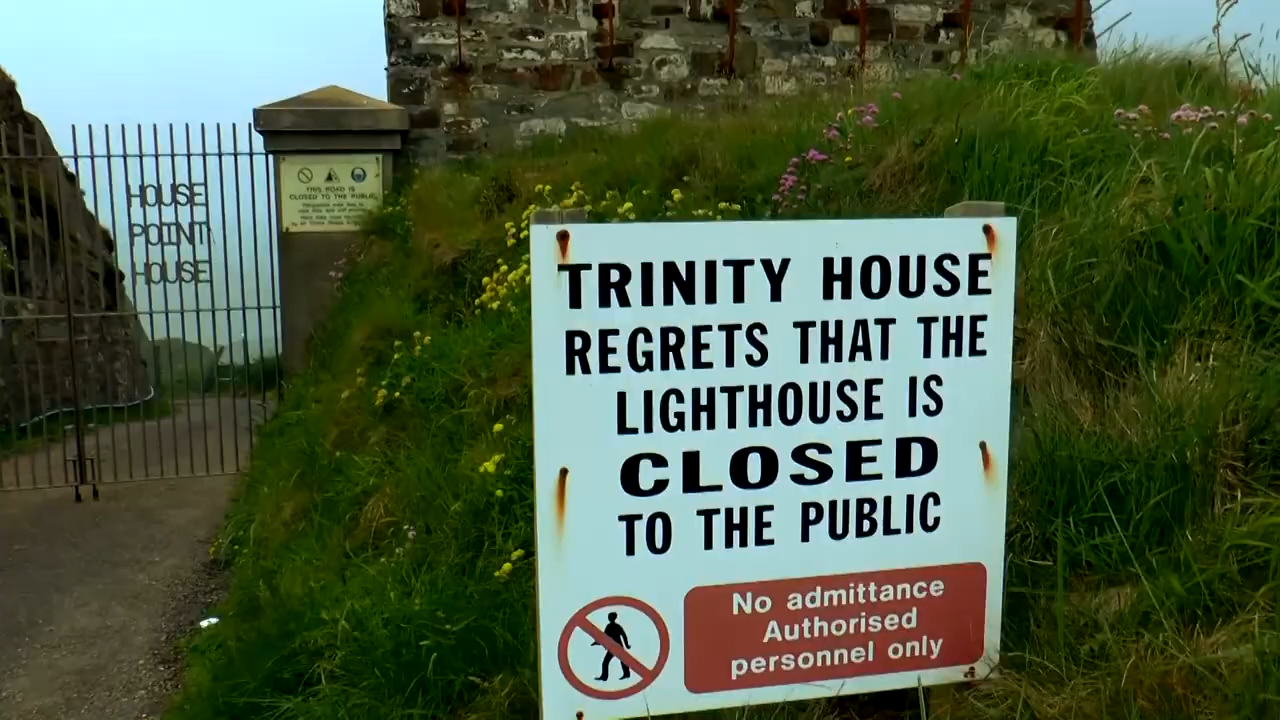 HOUSE
POINT
HOUSE
THIS ROAD IS
CLOSED TO THE PUBLIC
TRINITY HOUSE
REGRETS THAT THE
LIGHTHOUSE IS
CLOSED
TO THE PUBLIC
No admittance
Authorised
personnel only